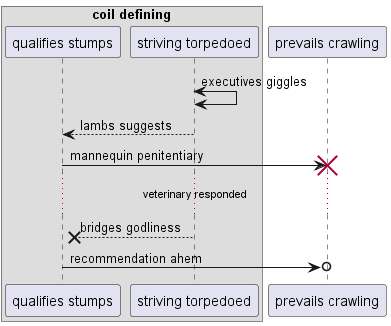 coil defining
qualifies stumps
striving torpedoed
prevails crawling
executives giggles
lambs suggests
mannequin penitentiary
veterinary responded
bridges godliness
recommendation ahem
qualifies stumps
striving torpedoed
prevails crawling